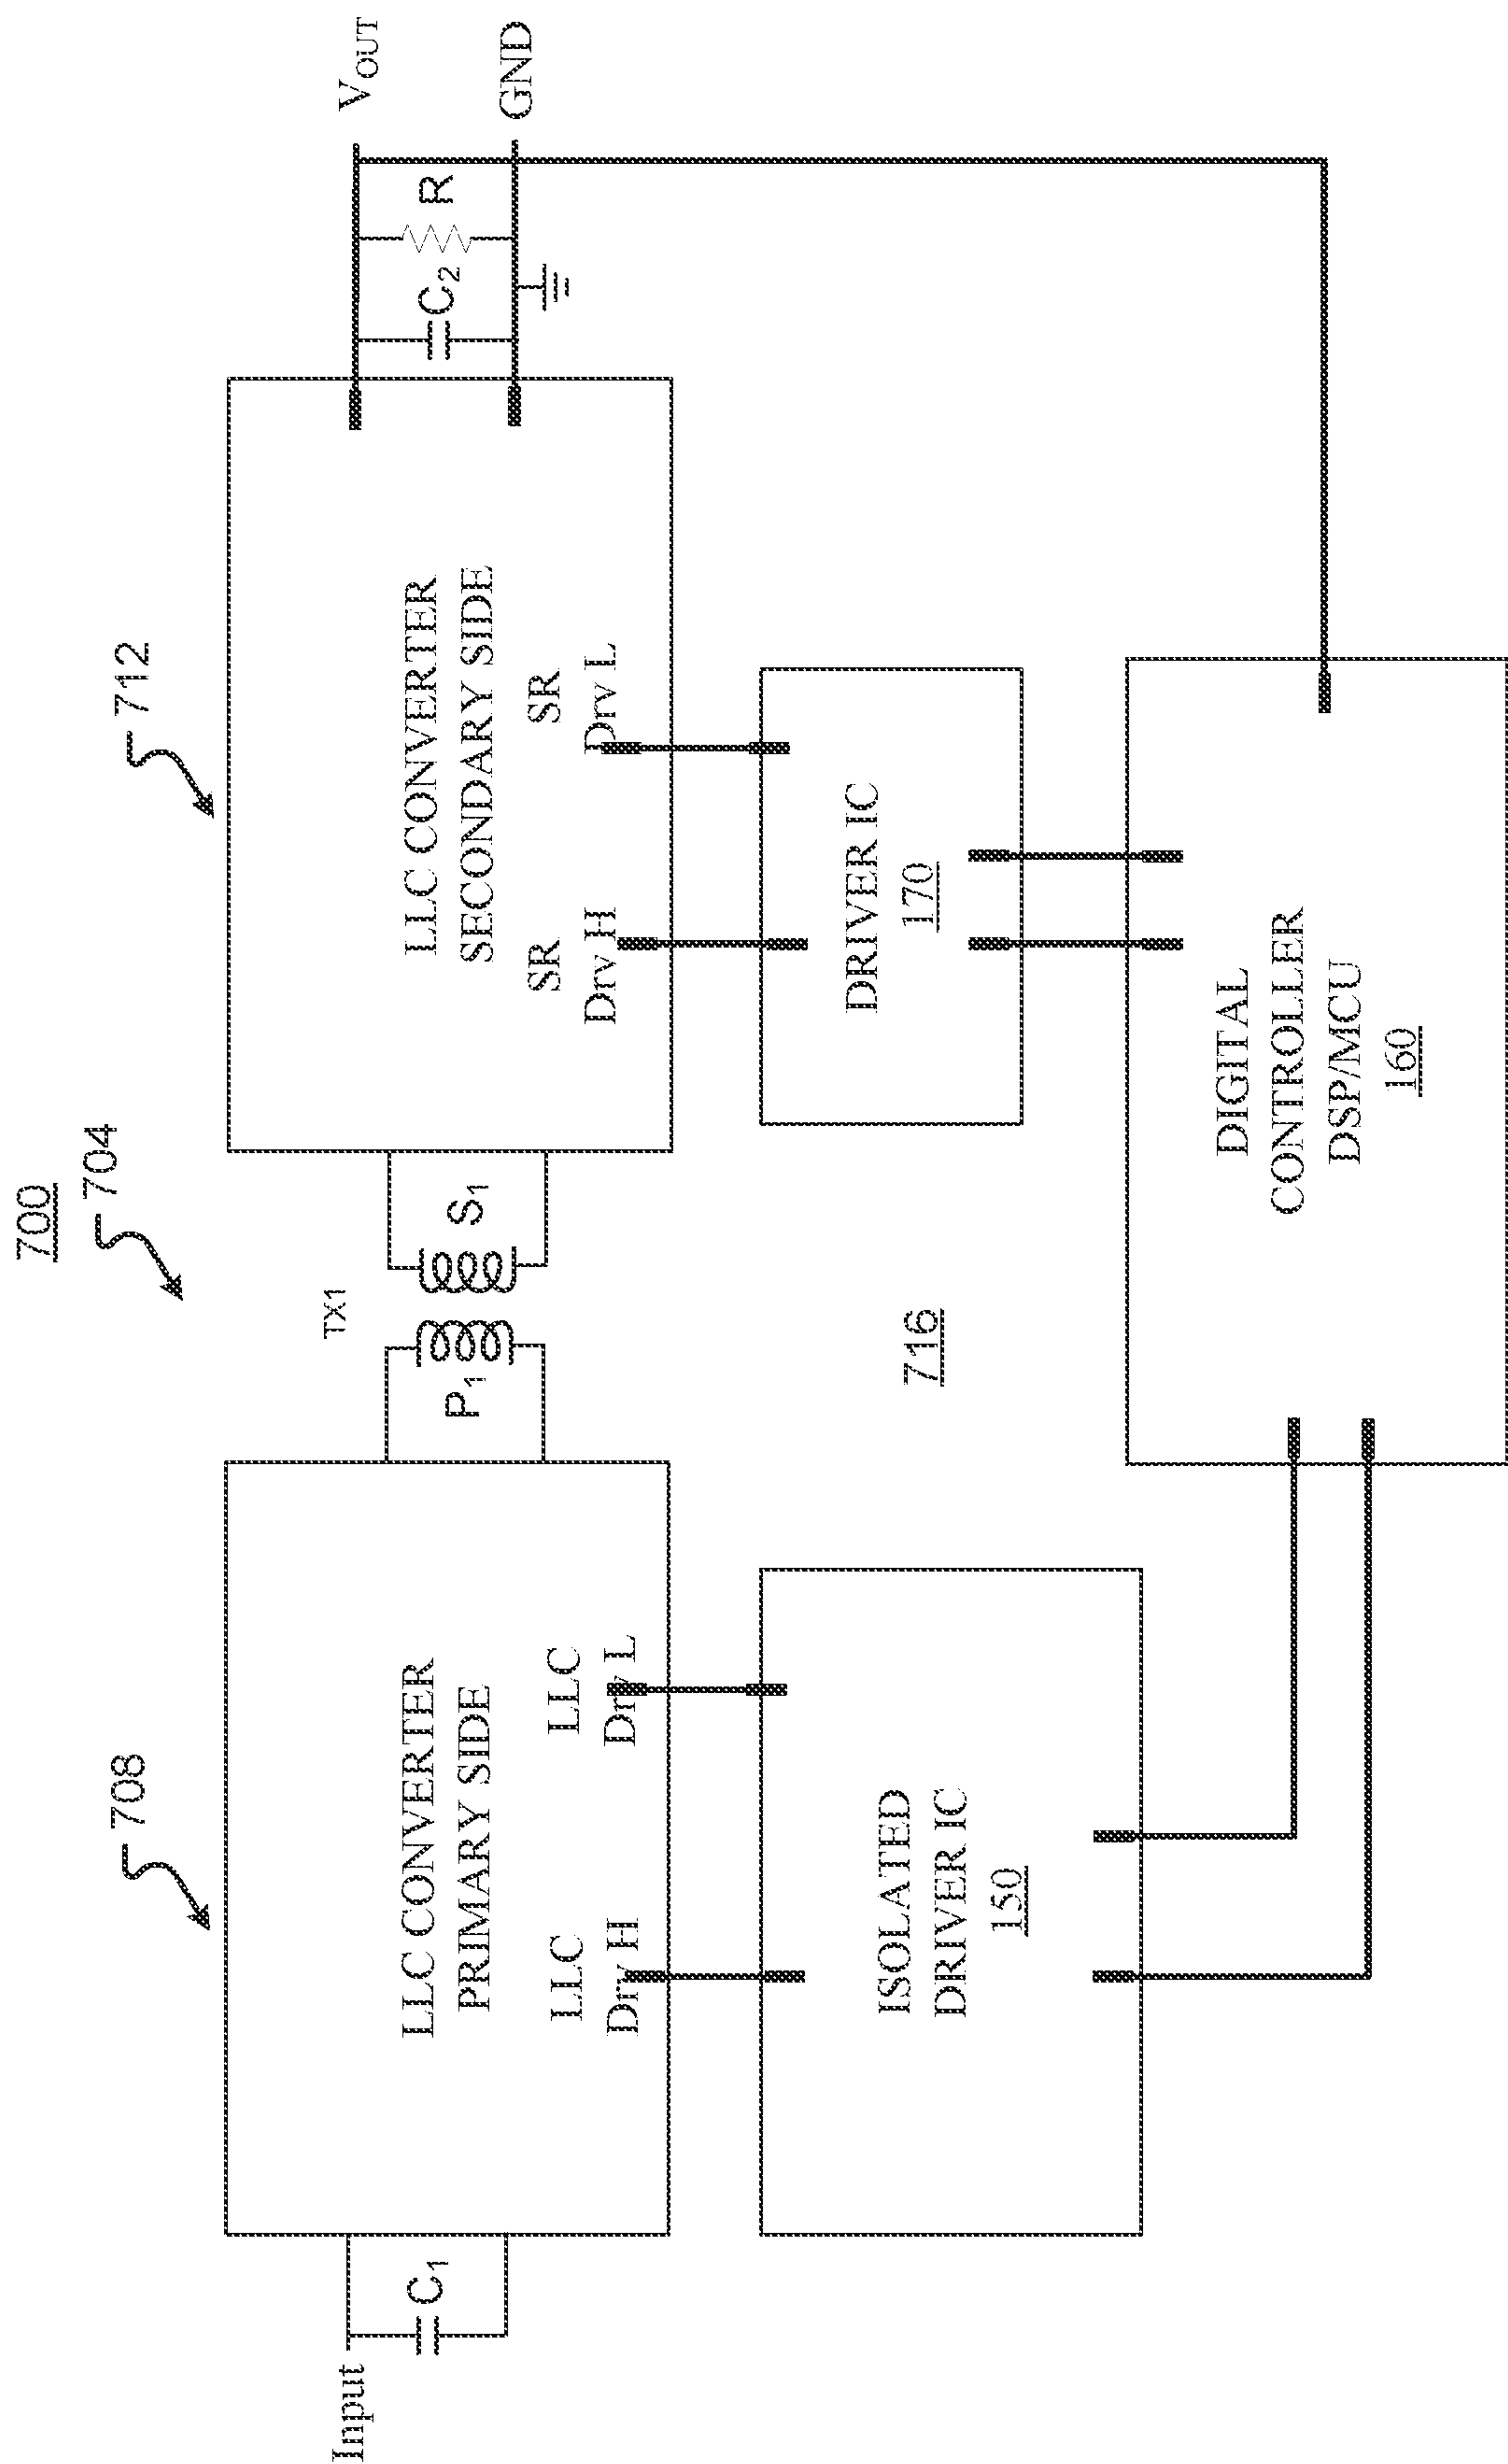 700
704
708
712
LLC CONVERTER
PRIMARY SIDE
LLC
Drv H
LLC
Drv L
Input
C1
TX1
P1
S1
LLC CONVERTER
SECONDARY SIDE
SR
Drv H
SR
Drv L
VOUT
GND
C2
R
716
ISOLATED
DRIVER IC
150
DRIVER IC
170
DIGITAL
CONTROLLER
DSP/MCU
160